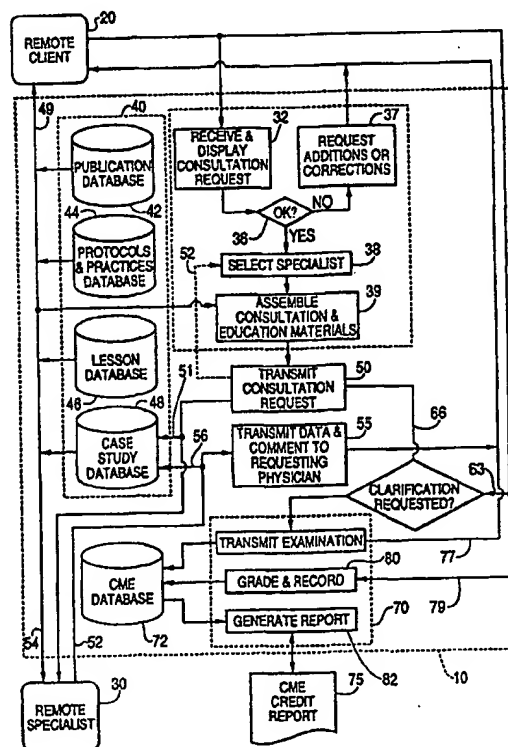 20
REMOTE
CLIENT
49
40
PUBLICATION
DATABASE
44
42
PROTOCOLS
& PRACTICES
DATABASE
LESSON
DATABASE
46
48
CASE
STUDY
DATABASE
51
56
32
RECEIVE &
DISPLAY
CONSULTATION
REQUEST
37
REQUEST
ADDITIONS OR
CORRECTIONS
OK?
NO
36
YES
52
SELECT SPECIALIST
38
39
ASSEMBLE
CONSULTATION &
EDUCATION MATERIALS
50
TRANSMIT
CONSULTATION
REQUEST
66
55
TRANSMIT DATA &
COMMENT TO
REQUESTING
PHYSICIAN
63
CLARIFICATION
REQUESTED?
TRANSMIT EXAMINATION
77
80
GRADE & RECORD
79
GENERATE REPORT
70
82
CME
DATABASE
72
54
52
30
REMOTE
SPECIALIST
75
CME
CREDIT
REPORT
10